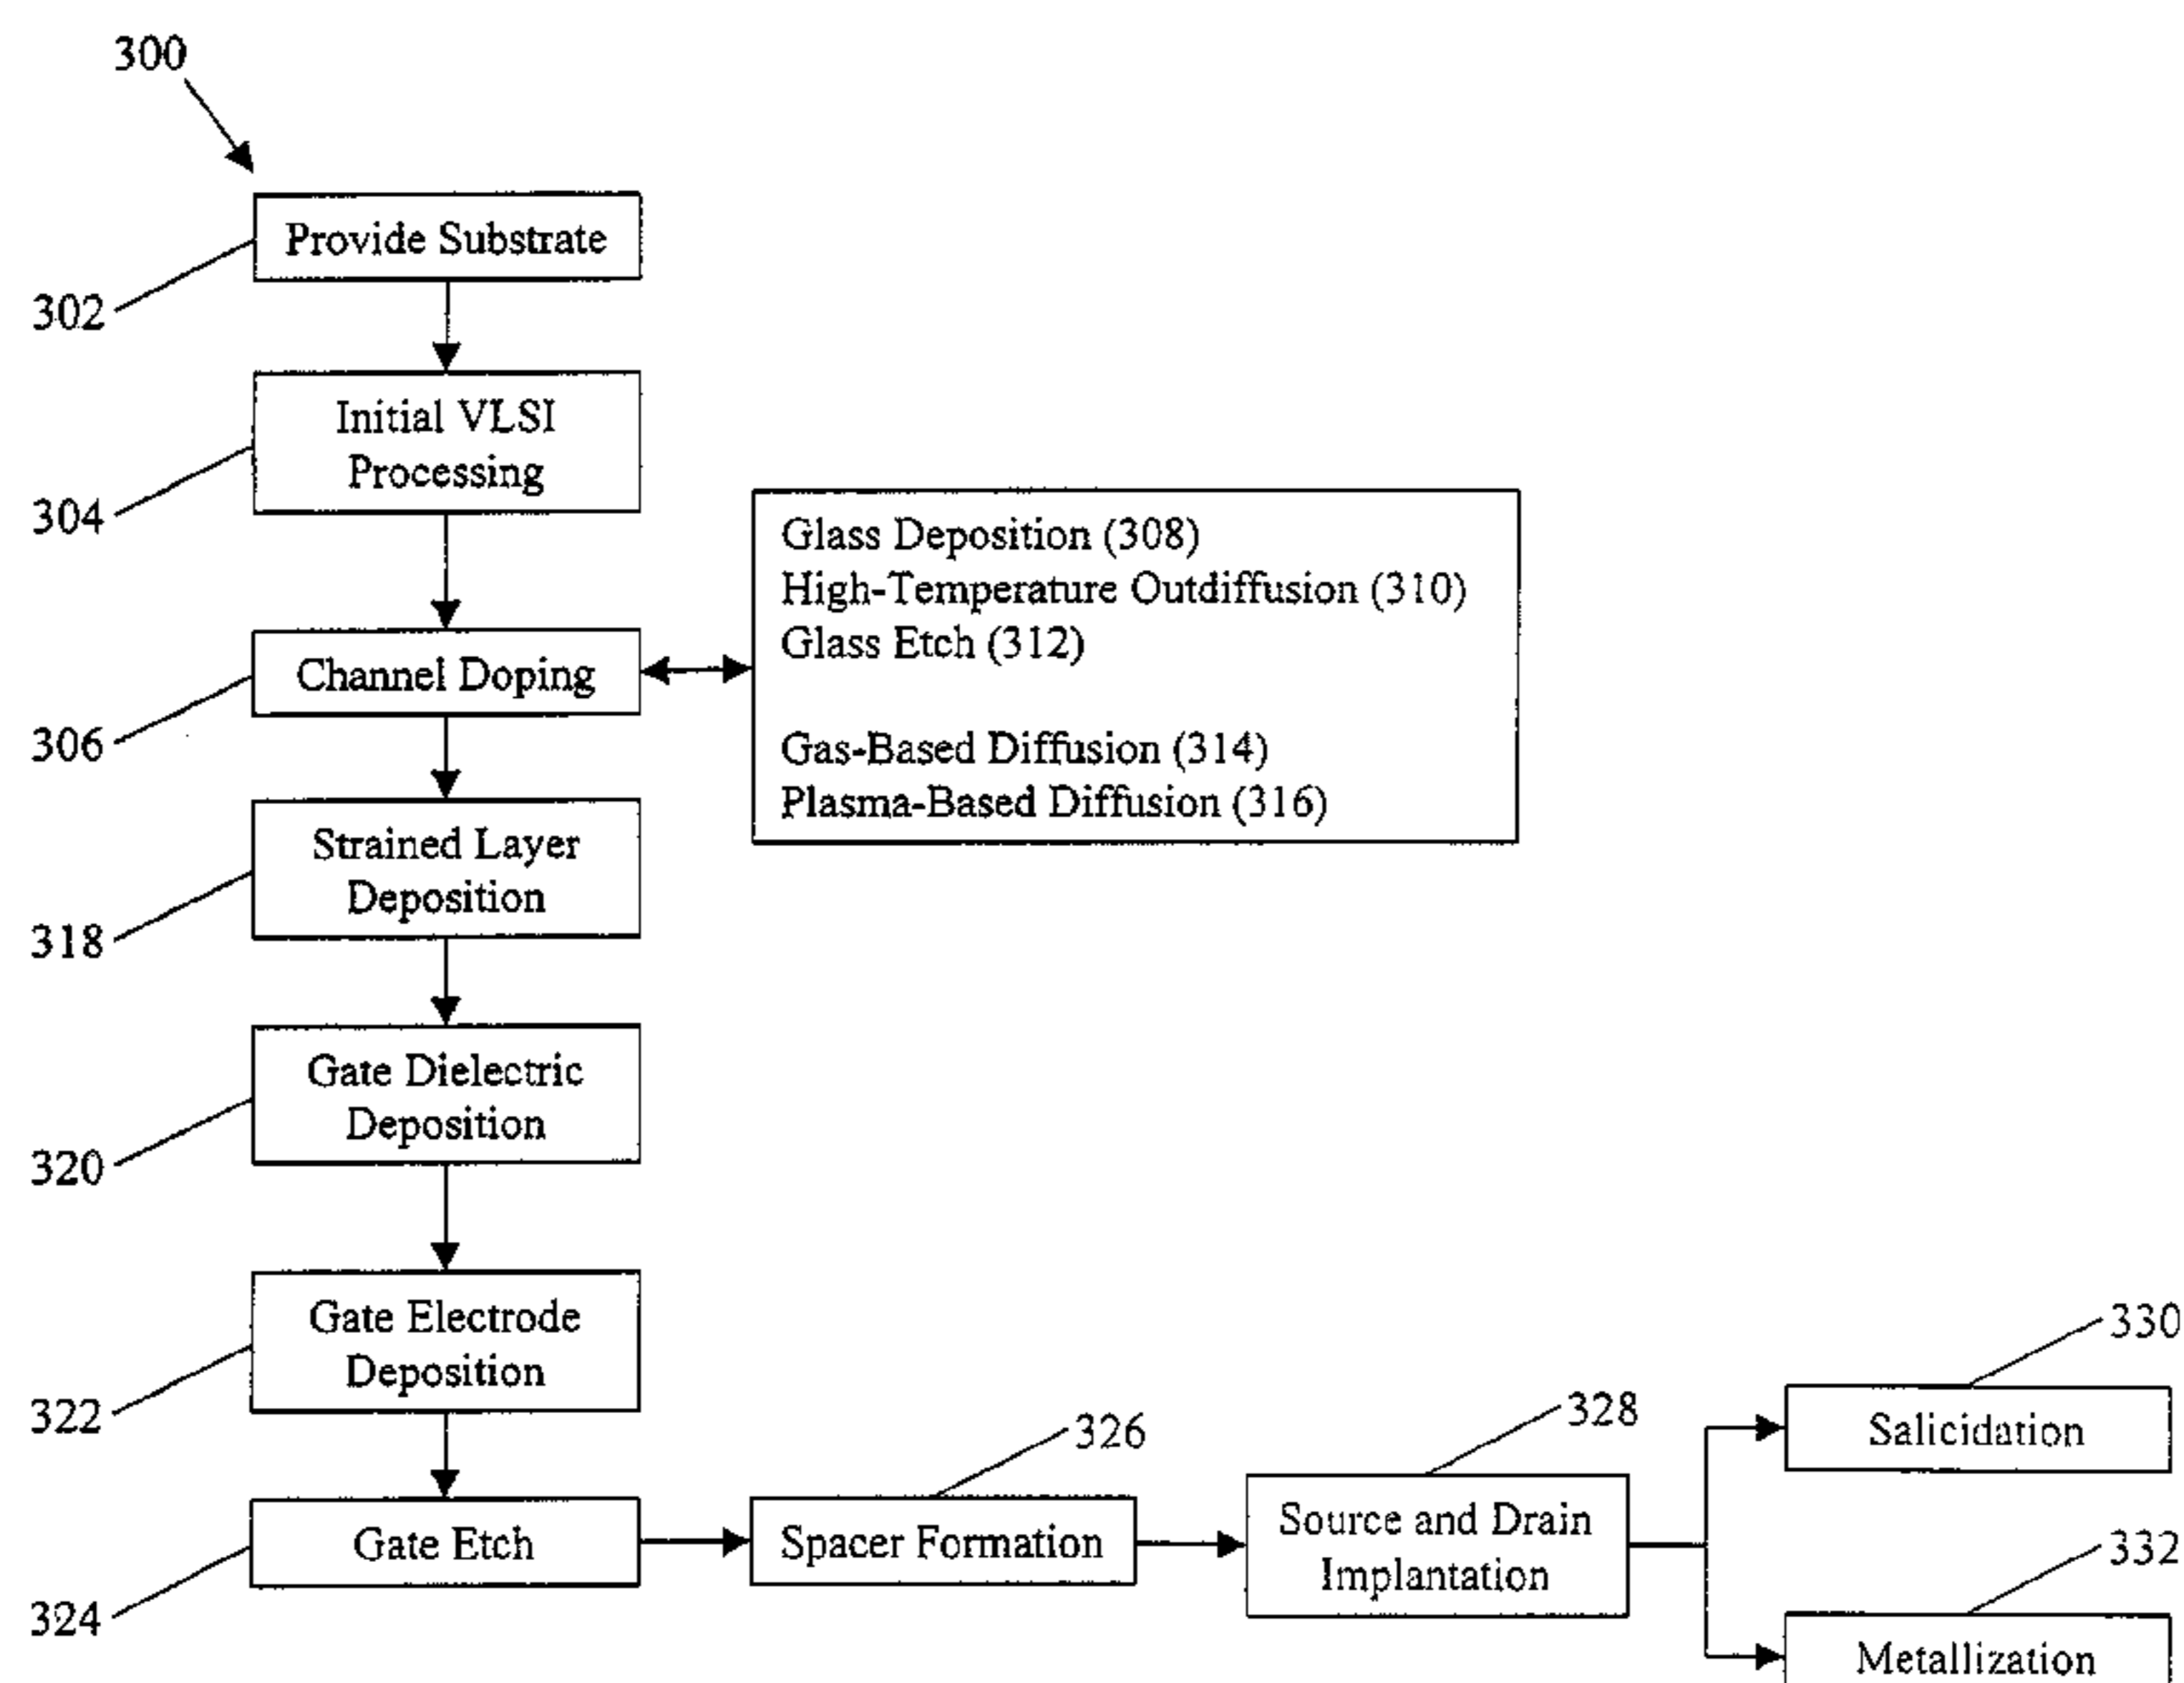 300
Provide Substrate
302
Initial VLSI
Processing
304
Glass Deposition (308)
High-Temperature Outdiffusion (310)
Glass Etch (312)
Gas-Based Diffusion (314)
Plasma-Based Diffusion (316)
Channel Doping
306
Strained Layer
Deposition
318
Gate Dielectric
Deposition
320
Gate Electrode
Deposition
322
Gate Etch
324
326
Spacer Formation
328
Source and Drain
Implantation
330
Salicidation
332
Metallization